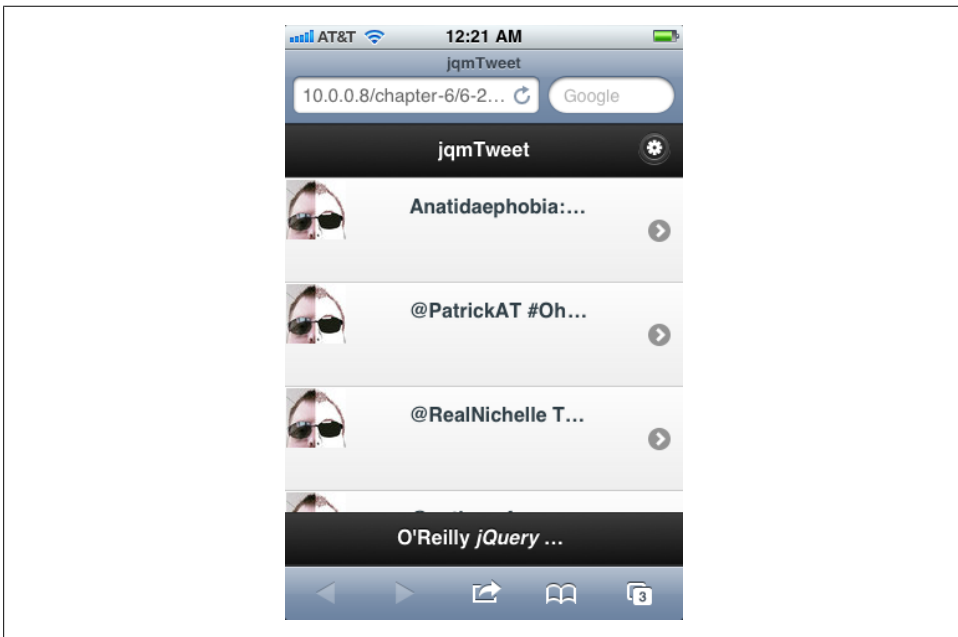 AT&T 12:21 AM
jqmTweet
10.0.0.8/chapter-6/6-2... Google
jqmTweet
Anatidaephobia:...
@PatrickAT #Oh...
@RealNichelle T...
O'Reilly jQuery ...
3